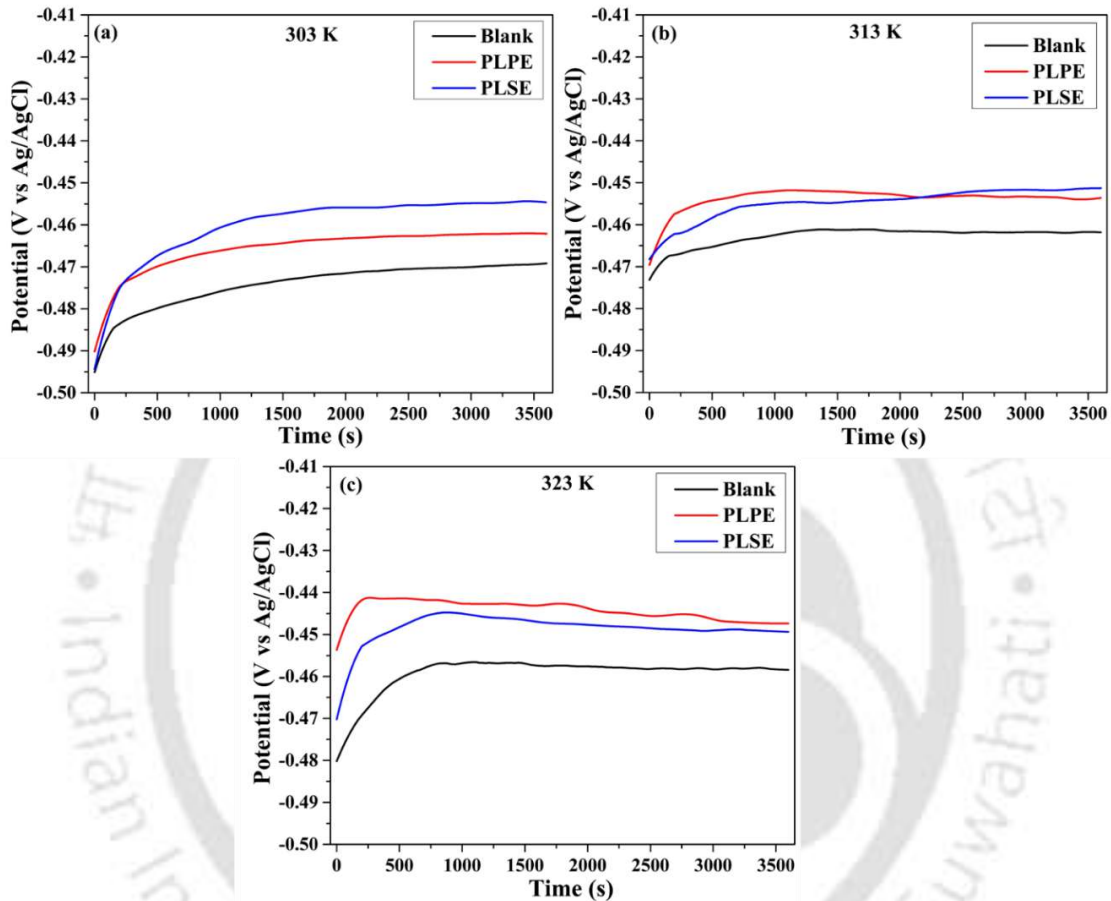 (a)
303 K
Blank
PLPE
PLSE
Potential (V vs Ag/AgCl)
-0.41
-0.42
-0.43
-0.44
-0.45
-0.46
-0.47
-0.48
-0.49
-0.50
0 500 1000 1500 2000 2500 3000 3500
Time (s)
(b)
313 K
Blank
PLPE
PLSE
Potential (V vs Ag/AgCl)
-0.41
-0.42
-0.43
-0.44
-0.45
-0.46
-0.47
-0.48
-0.49
-0.50
0 500 1000 1500 2000 2500 3000 3500
Time (s)
(c)
323 K
Blank
PLPE
PLSE
Potential (V vs Ag/AgCl)
-0.41
-0.42
-0.43
-0.44
-0.45
-0.46
-0.47
-0.48
-0.49
-0.50
0 500 1000 1500 2000 2500 3000 3500
Time (s)
Indian In
uwahati